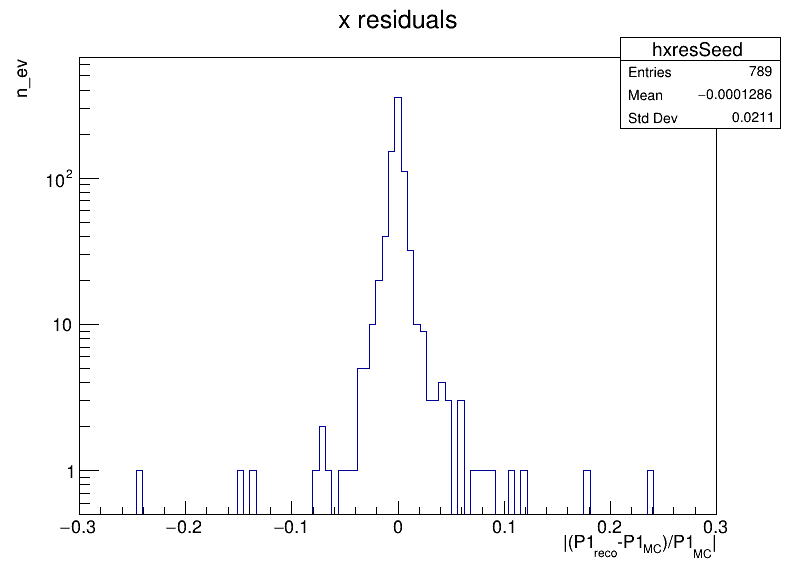 x residuals
hxresSeed
Entries 789
Mean −0.0001286
Std Dev 0.0211
n_ev
10²
10
1
−0.3 −0.2 −0.1 0 0.1 0.2 0.3
|(P1reco-P1MC)/P1MC|